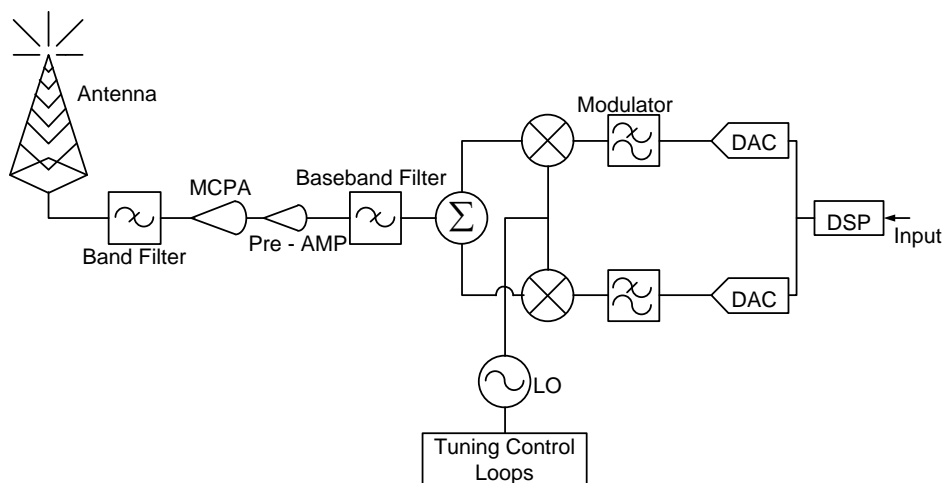 Antenna
Modulator
DAC
Baseband Filter
MCPA
Σ
DSP
Input
Pre - AMP
Band Filter
DAC
LO
Tuning Control
Loops